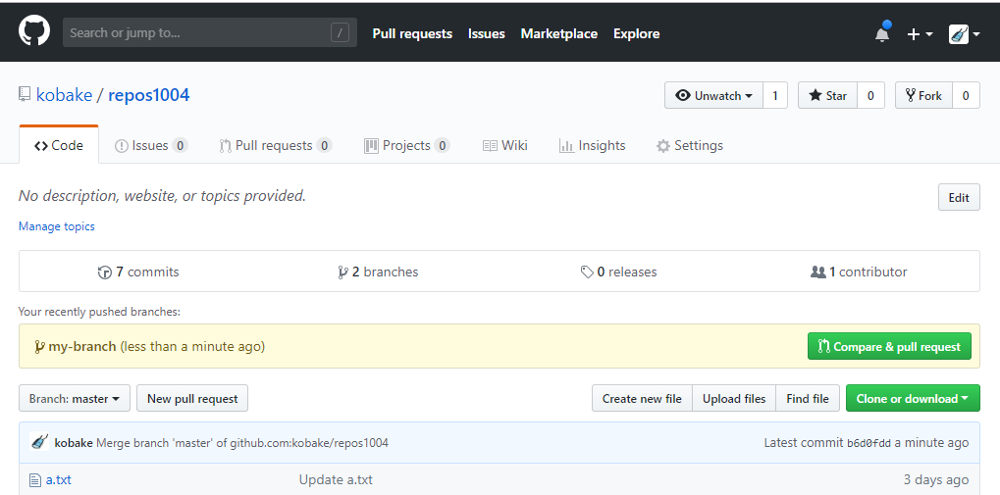 Search or jump to... / Pull requests Issues Marketplace Explore
kobake / repos1004 Unwatch 1 Star 0 Fork 0
Code Issues 0 Pull requests 0 Projects 0 Wiki Insights Settings
No description, website, or topics provided. Edit
Manage topics
7 commits 2 branches 0 releases 1 contributor
Your recently pushed branches:
my-branch (less than a minute ago) Compare & pull request
Branch: master New pull request Create new file Upload files Find file Clone or download
kobake Merge branch 'master' of github.com:kobake/repos1004 Latest commit b6d0fdd a minute ago
a.txt Update a.txt 3 days ago